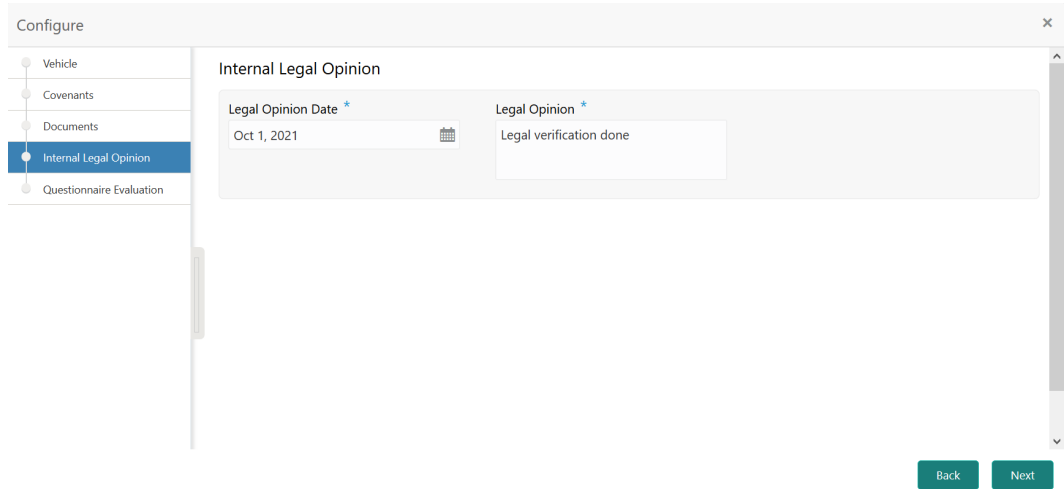 Configure
×
Vehicle
Covenants
Documents
Internal Legal Opinion
Questionnaire Evaluation
Internal Legal Opinion
Legal Opinion Date *
Oct 1, 2021
Legal Opinion *
Legal verification done
Back
Next